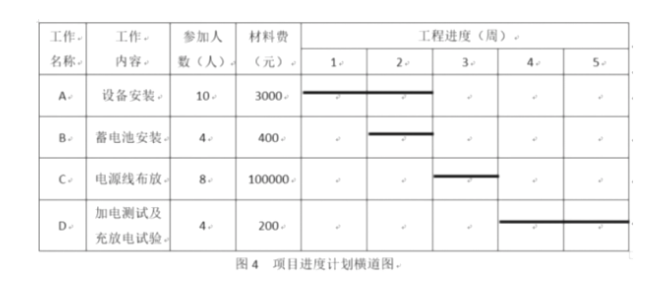 工作 工作 参加人 材料费 工程进度（周）
名称 内容 数（人） （元） 1 2 3 4 5
A 设备安装 10 3000
B 蓄电池安装 4 400
C 电源线布放 8 100000
D 加电测试及 4 200
充放电试验
图 4 项目进度计划横道图